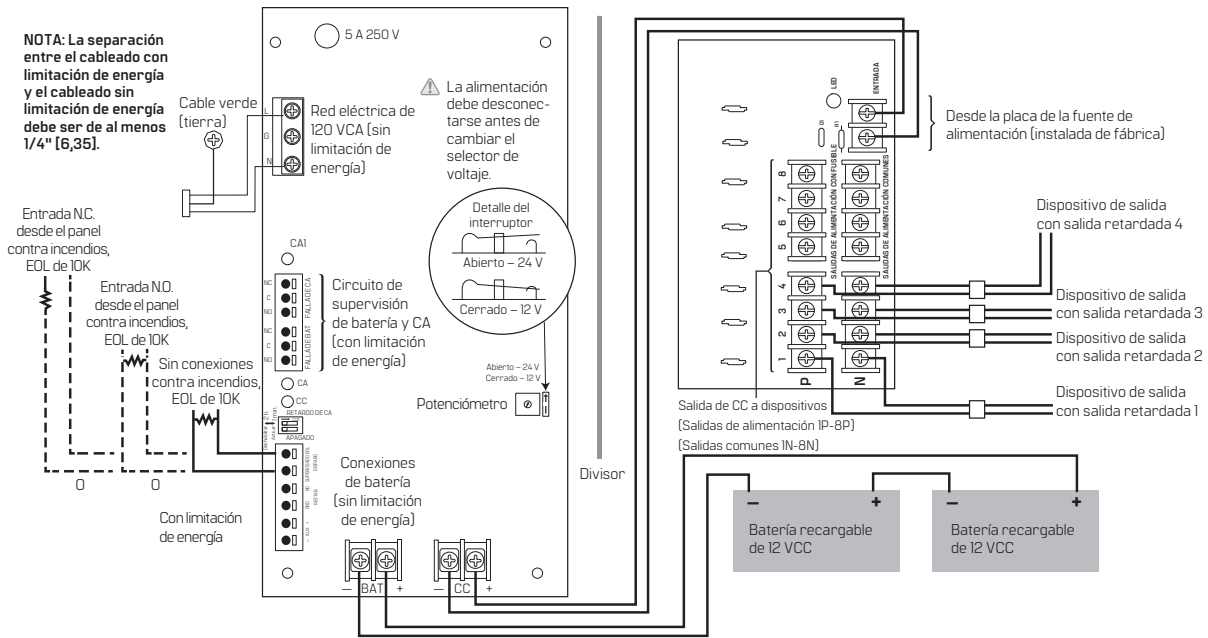 NOTA: La separación
entre el cableado con
limitación de energía
y el cableado sin
limitación de energía
debe ser de al menos
1/4" [6,35].
Cable verde
(tierra)
5 A 250 V
L
G
N
Red eléctrica de
120 VCA (sin
limitación de
energía)
La alimentación
debe desconec-
tarse antes de
cambiar el
selector de
voltaje.
Detalle del
interruptor
Abierto – 24 V
Cerrado – 12 V
Abierto – 24 V
Cerrado – 12 V
Potenciómetro
Entrada N.C.
desde el panel
contra incendios,
EOL de 10K
Entrada N.O.
desde el panel
contra incendios,
EOL de 10K
Sin conexiones
contra incendios,
EOL de 10K
O
O
Con limitación
de energía
CA1
NC
C
NO
FALLA DE CA
NC
C
NO
FALLA DE BAT
Circuito de
supervisión
de batería y CA
(con limitación
de energía)
CA
CC
RETARDO DE CA
APAGADO
SUPERVISADO EOL
NO
GND
– AUX +
Conexiones
de batería
(sin limitación
de energía)
– BAT +
– CC +
Divisor
LED
ENTRADA
R1
Desde la placa de la fuente de
alimentación (instalada de fábrica)
SALIDAS DE ALIMENTACIÓN CON FUSIBLE
SALIDAS DE ALIMENTACIÓN COMUNES
8
7
6
5
4
3
2
1
P
N
Dispositivo de salida
con salida retardada 4
Dispositivo de salida
con salida retardada 3
Dispositivo de salida
con salida retardada 2
Dispositivo de salida
con salida retardada 1
Salida de CC a dispositivos
(Salidas de alimentación 1P-8P)
(Salidas comunes 1N-8N)
– +
Batería recargable
de 12 VCC
– +
Batería recargable
de 12 VCC